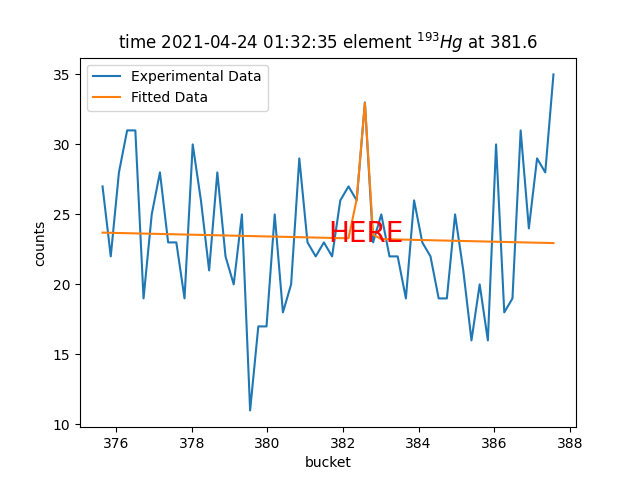 time 2021-04-24 01:32:35 element ¹⁹³Hg at 381.6
Experimental Data
Fitted Data
HERE
counts
35
30
25
20
15
10
376 378 380 382 384 386 388
bucket